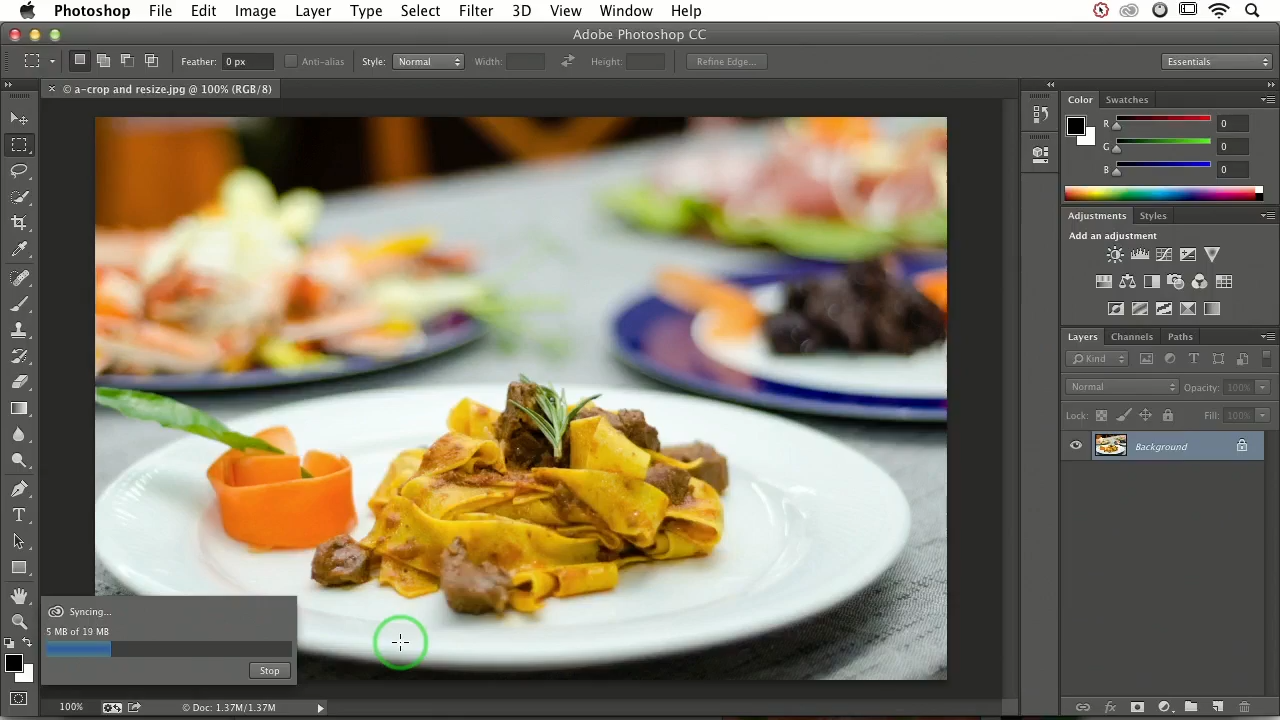 Photoshop File Edit Image Layer Type Select Filter 3D View Window Help
Adobe Photoshop CC
Feather: 0 px Anti-alias Style: Normal Width: Height: Refine Edge... Essentials
× © a-crop and resize.jpg @ 100% (RGB/8)
Color Swatches
R 0
G 0
B 0
Adjustments Styles
Add an adjustment
Layers Channels Paths
Kind
Normal Opacity: 100%
Lock: Fill: 100%
Background
Syncing...
5 MB of 19 MB
Stop
100% © Doc: 1.37M/1.37M